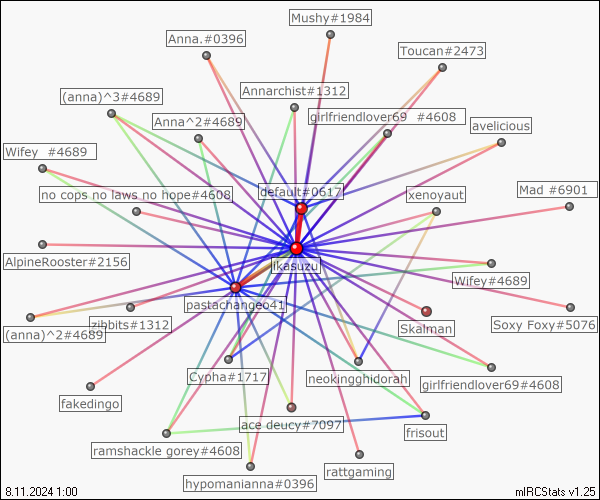 Mushy#1984
Anna.#0396
Toucan#2473
Annarchist#1312
(anna)^3#4689
girlfriendlover69 #4608
Anna^2#4689
avelicious
Wifey #4689
default#0617
no cops no laws no hope#4608
xenoyaut
Mad #6901
AlpineRooster#2156
jikasuzu
Wifey#4689
pastachangeo41
zibbits#1312
(anna)^2#4689
Skalman
Soxy Foxy#5076
Cypha#1717
neokingghidorah
girlfriendlover69#4608
fakedingo
ace deucy#7097
frisout
ramshackle gorey#4608
rattgaming
hypomanianna#0396
8.11.2024 1:00
mIRCStats v1.25